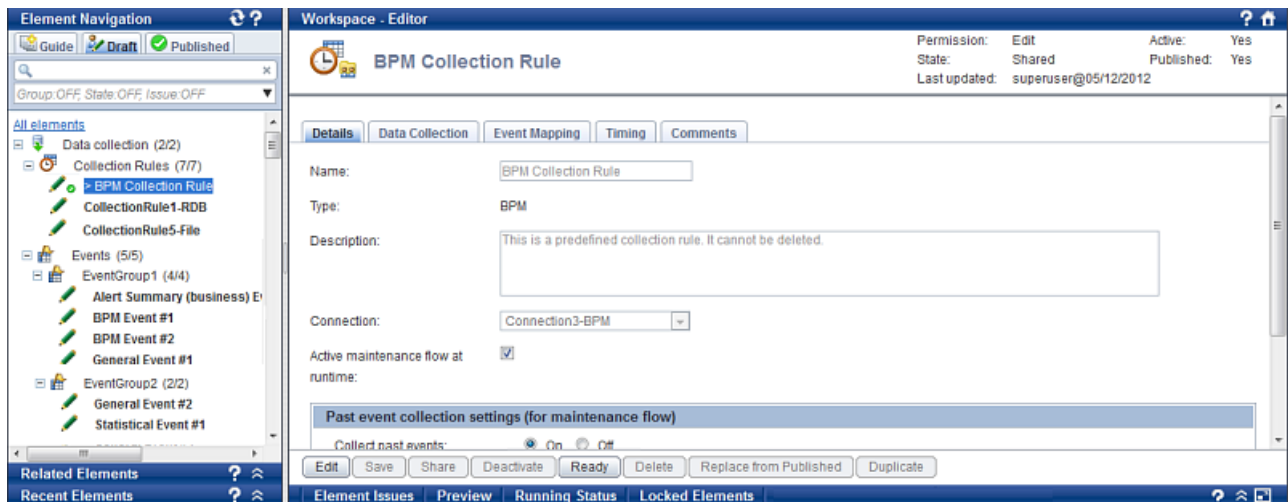 Element Navigation ?
Guide Draft Published
Group:OFF, State:OFF, Issue:OFF
All elements
Data collection (2/2)
Collection Rules (7/7)
> BPM Collection Rule
CollectionRule1-RDB
CollectionRule5-File
Events (5/5)
EventGroup1 (4/4)
Alert Summary (business) E
BPM Event #1
BPM Event #2
General Event #1
EventGroup2 (2/2)
General Event #2
Statistical Event #1
Related Elements ?
Recent Elements ?
Workspace - Editor ?
BPM Collection Rule
Permission: Edit Active: Yes
State: Shared Published: Yes
Last updated: superuser@05/12/2012
Details Data Collection Event Mapping Timing Comments
Name: BPM Collection Rule
Type: BPM
Description: This is a predefined collection rule. It cannot be deleted.
Connection: Connection3-BPM
Active maintenance flow at
runtime:
Past event collection settings (for maintenance flow)
Collect past events: On Off
Edit Save Share Deactivate Ready Delete Replace from Published Duplicate
Element Issues Preview Running Status Locked Elements ?